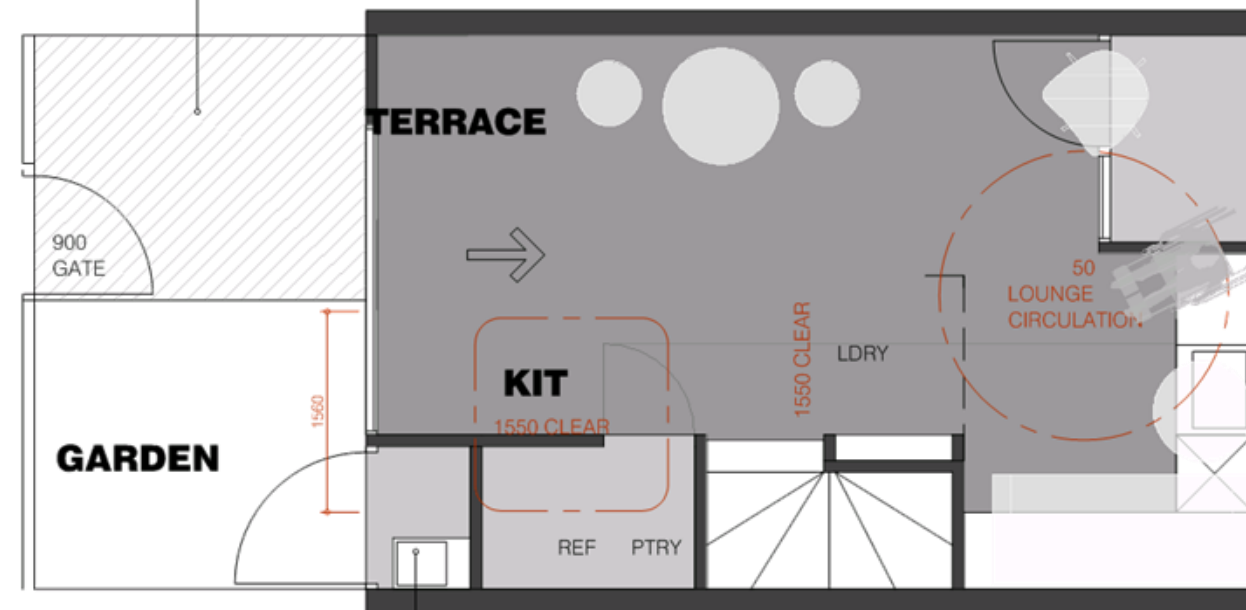 TERRACE
900
GATE
50
LOUNGE
CIRCULATION
1550 CLEAR
LDRY
KIT
1560
1550 CLEAR
GARDEN
REF
PTRY